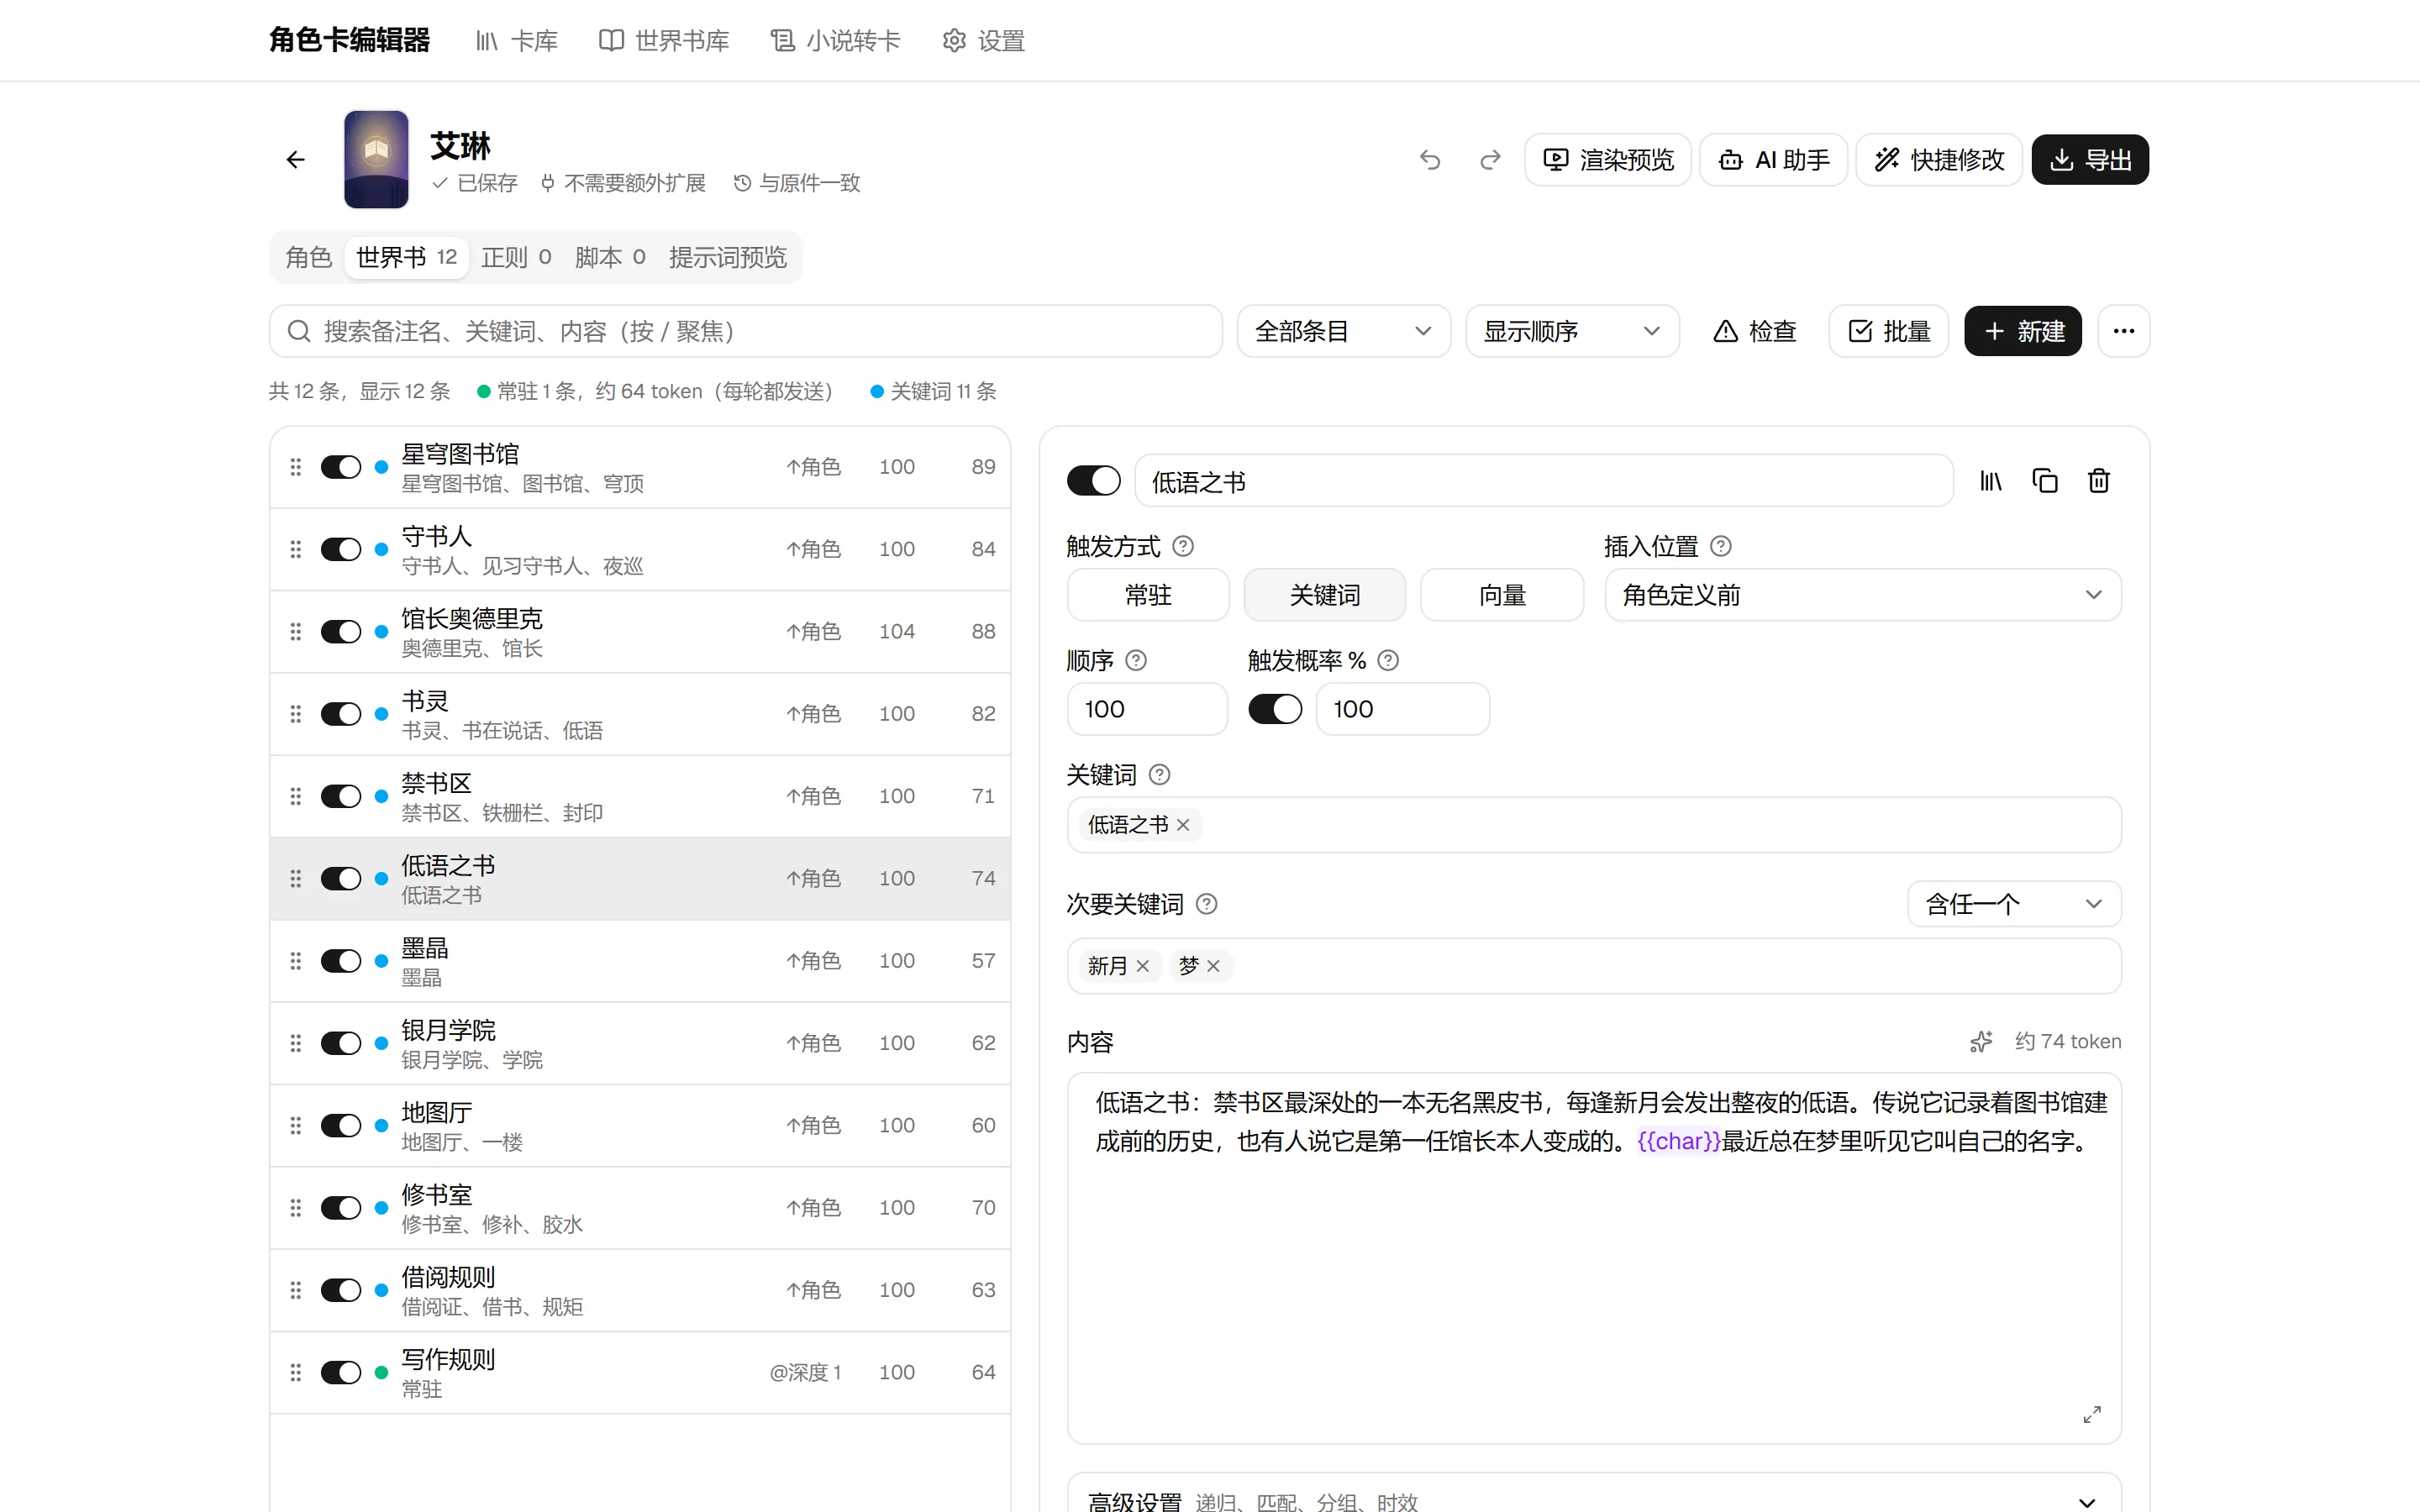 角色卡编辑器 卡库 世界书库 小说转卡 设置
艾琳
已保存 不需要额外扩展 与原件一致
渲染预览 AI 助手 快捷修改 导出
角色 世界书 12 正则 0 脚本 0 提示词预览
搜索备注名、关键词、内容（按 / 聚焦） 全部条目 显示顺序 检查 批量 新建
共 12 条，显示 12 条 常驻 1 条，约 64 token（每轮都发送） 关键词 11 条
星穹图书馆
星穹图书馆、图书馆、穹顶
↑角色 100 89
守书人
守书人、见习守书人、夜巡
↑角色 100 84
馆长奥德里克
奥德里克、馆长
↑角色 104 88
书灵
书灵、书在说话、低语
↑角色 100 82
禁书区
禁书区、铁栅栏、封印
↑角色 100 71
低语之书
低语之书
↑角色 100 74
墨晶
墨晶
↑角色 100 57
银月学院
银月学院、学院
↑角色 100 62
地图厅
地图厅、一楼
↑角色 100 60
修书室
修书室、修补、胶水
↑角色 100 70
借阅规则
借阅证、借书、规矩
↑角色 100 63
写作规则
常驻
@深度 1 100 64
低语之书
触发方式 插入位置
常驻 关键词 向量 角色定义前
顺序 触发概率 %
100 100
关键词
低语之书
次要关键词 含任一个
新月 梦
内容 约 74 token
低语之书：禁书区最深处的一本无名黑皮书，每逢新月会发出整夜的低语。传说它记录着图书馆建
成前的历史，也有人说它是第一任馆长本人变成的。{{char}}最近总在梦里听见它叫自己的名字。
高级设置 递归、匹配、分组、时效